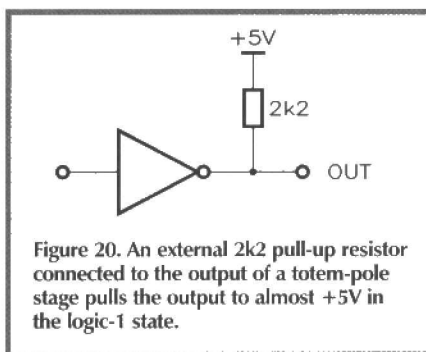 +5V
2k2
OUT
Figure 20. An external 2k2 pull-up resistor
connected to the output of a totem-pole
stage pulls the output to almost +5V in
the logic-1 state.